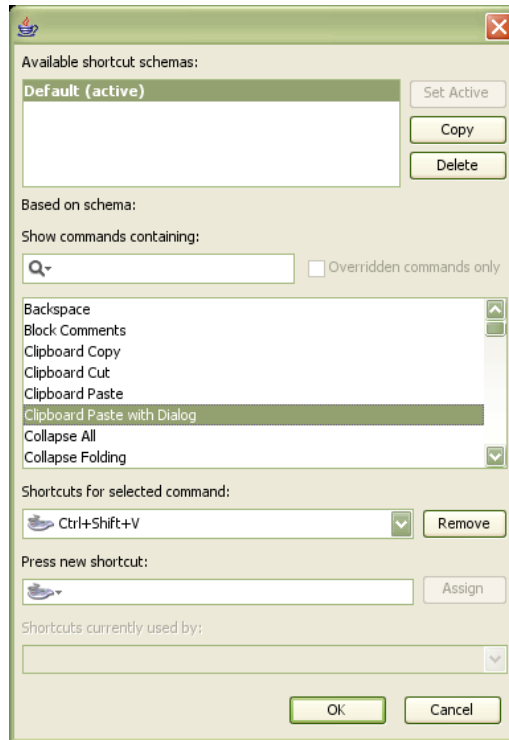 Available shortcut schemas:
Default (active)
Set Active
Copy
Delete
Based on schema:
Show commands containing:
Overridden commands only
Backspace
Block Comments
Clipboard Copy
Clipboard Cut
Clipboard Paste
Clipboard Paste with Dialog
Collapse All
Collapse Folding
Shortcuts for selected command:
Ctrl+Shift+V
Remove
Press new shortcut:
Assign
Shortcuts currently used by:
OK
Cancel